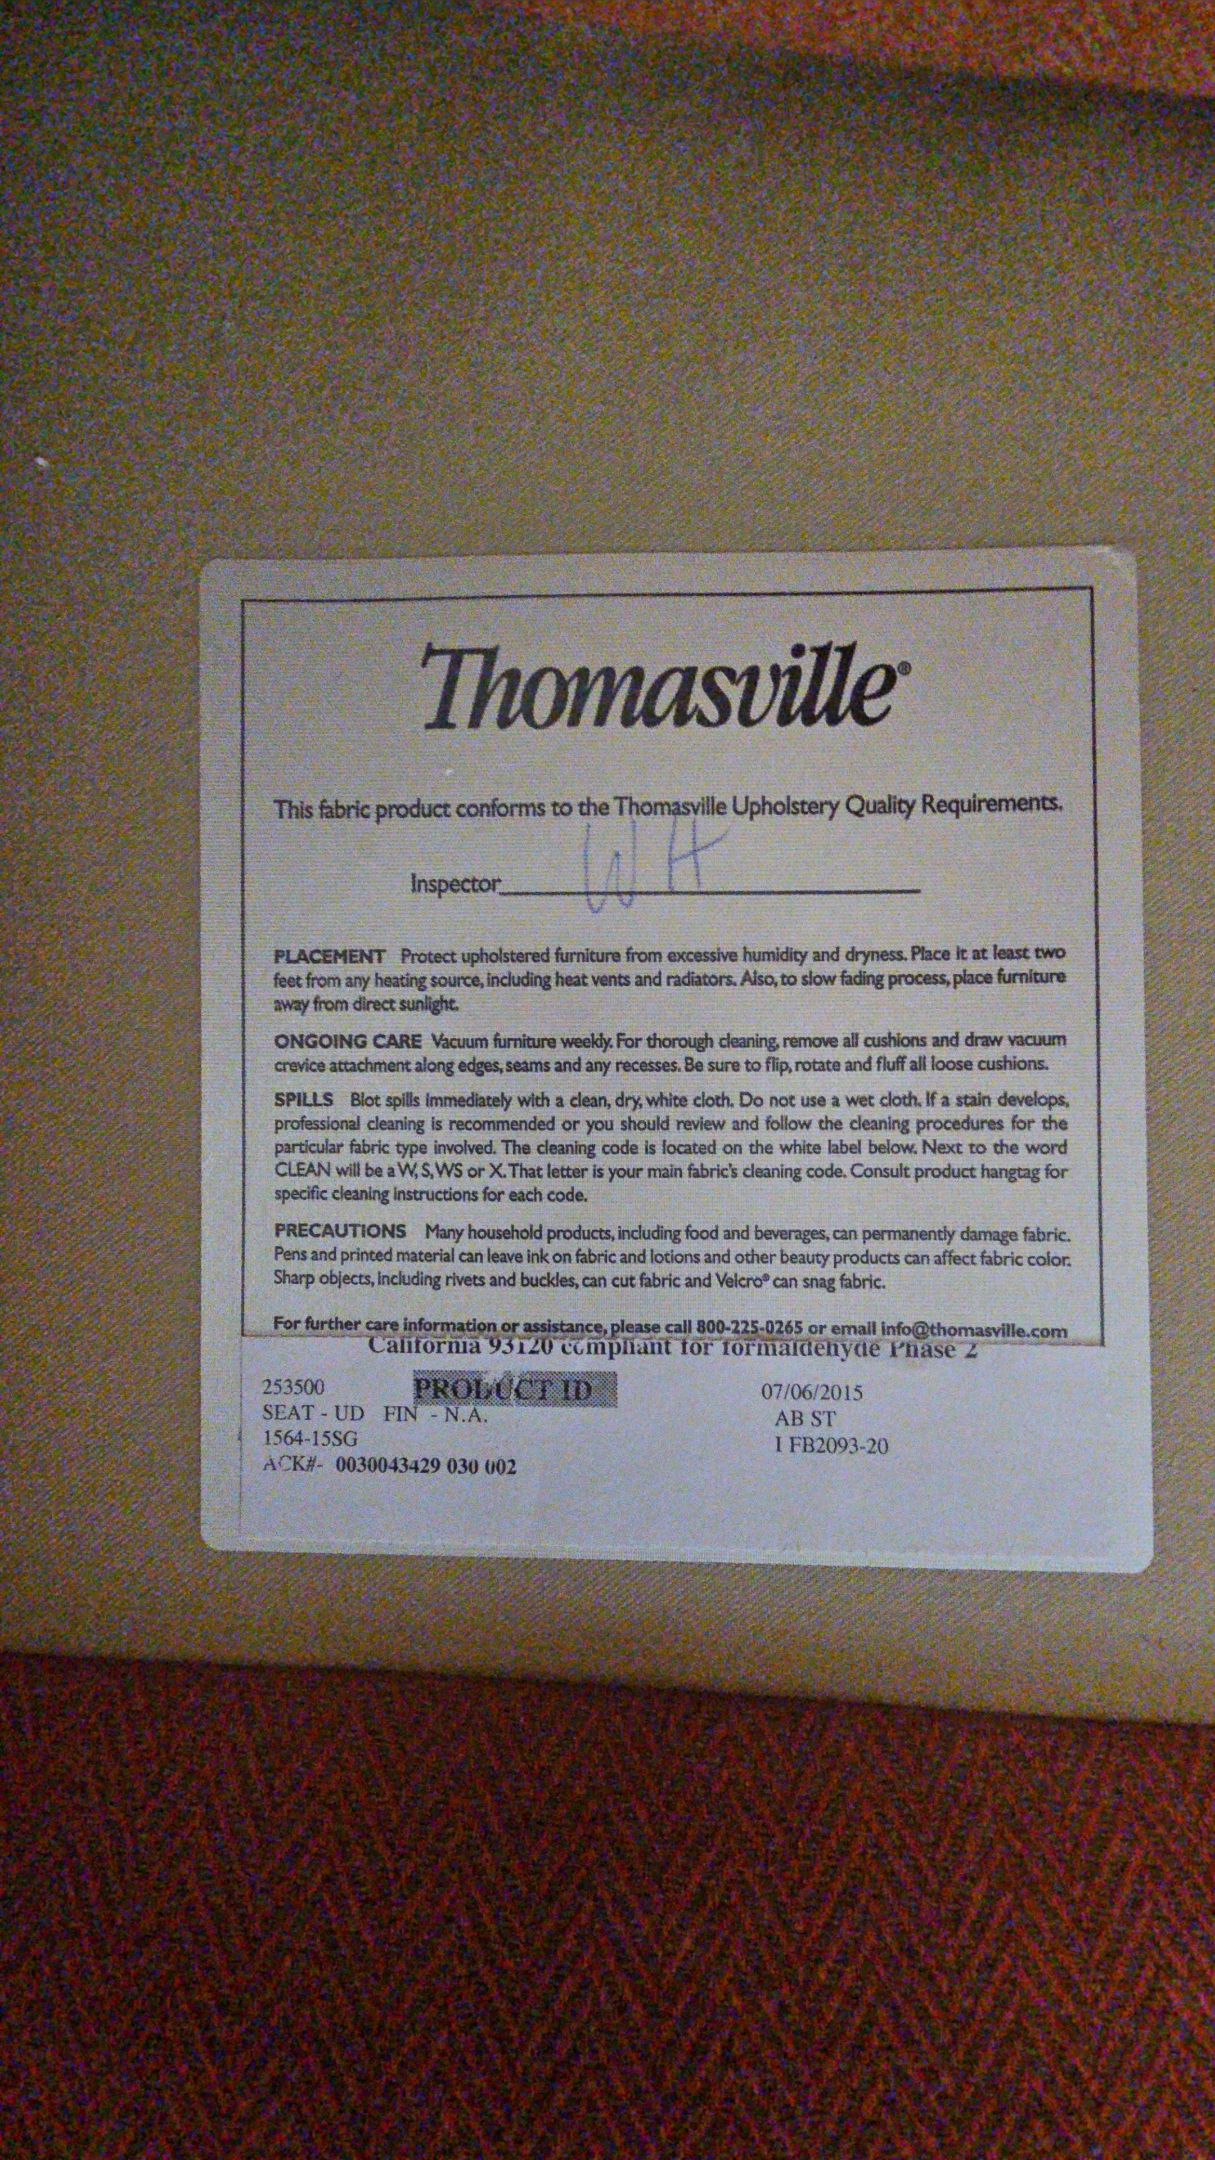 Thomasville®
This fabric product conforms to the Thomasville Upholstery Quality Requirements.
Inspector WH
PLACEMENT Protect upholstered furniture from excessive humidity and dryness. Place it at least two
feet from any heating source, including heat vents and radiators. Also, to slow fading process, place furniture
away from direct sunlight.
ONGOING CARE Vacuum furniture weekly. For thorough cleaning, remove all cushions and draw vacuum
crevice attachment along edges, seams and any recesses. Be sure to flip, rotate and fluff all loose cushions.
SPILLS Blot spills immediately with a clean, dry, white cloth. Do not use a wet cloth. If a stain develops,
professional cleaning is recommended or you should review and follow the cleaning procedures for the
particular fabric type involved. The cleaning code is located on the white label below. Next to the word
CLEAN will be a W, S, WS or X. That letter is your main fabric's cleaning code. Consult product hangtag for
specific cleaning instructions for each code.
PRECAUTIONS Many household products, including food and beverages, can permanently damage fabric.
Pens and printed material can leave ink on fabric and lotions and other beauty products can affect fabric color.
Sharp objects, including rivets and buckles, can cut fabric and Velcro® can snag fabric.
For further care information or assistance, please call 800-225-0265 or email info@thomasville.com
California 93120 compliant for formaldehyde Phase 2
253500 PRODUCT ID 07/06/2015
SEAT - UD FIN - N.A. AB ST
1564-15SG I FB2093-20
ACK#- 0030043429 030 002